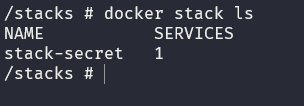 /stacks # docker stack ls
NAME           SERVICES
stack-secret   1
/stacks #